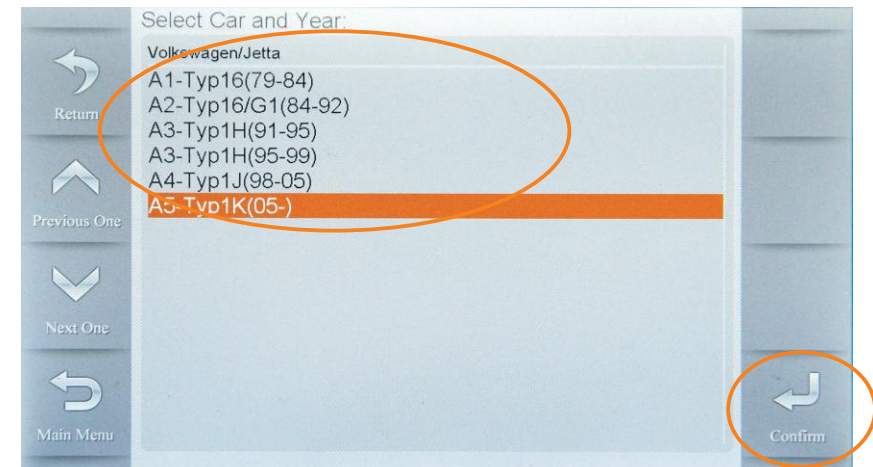 Select Car and Year:
Volkswagen/Jetta
A1-Typ16(79-84)
A2-Typ16/G1(84-92)
A3-Typ1H(91-95)
A3-Typ1H(95-99)
A4-Typ1J(98-05)
A5-Typ1K(05-)
Return
Previous One
Next One
Main Menu
Confirm